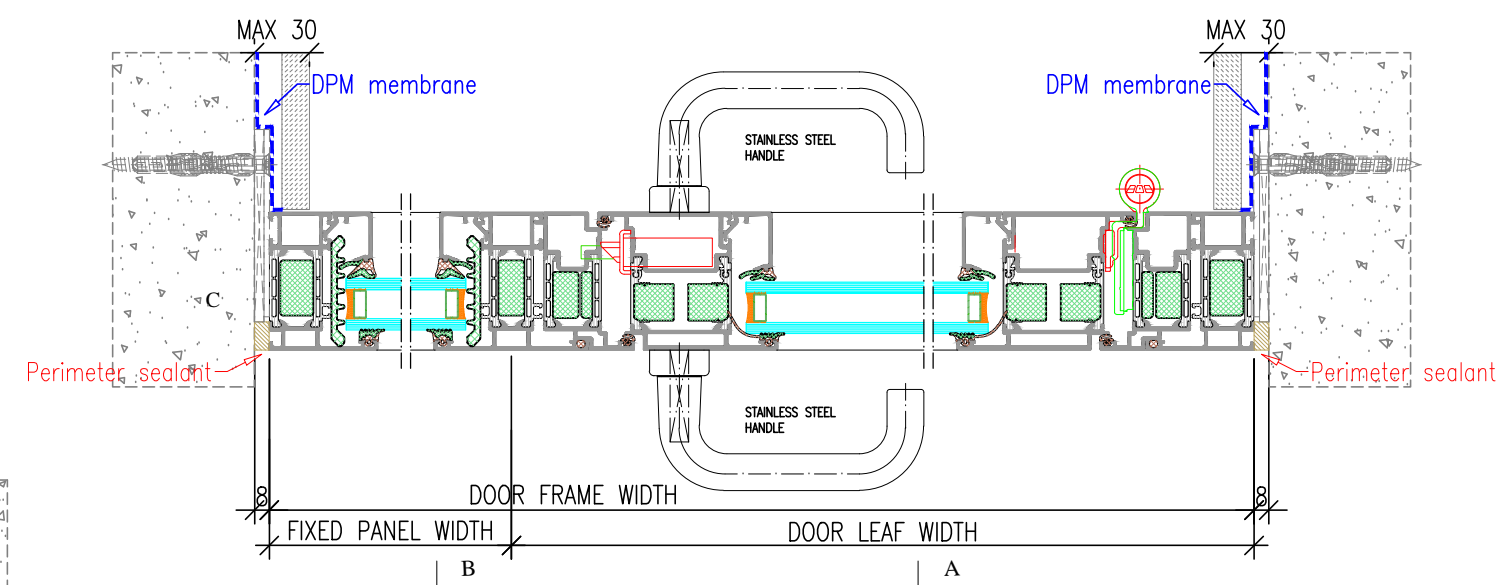 MAX 30
MAX 30
DPM membrane
DPM membrane
STAINLESS STEEL
HANDLE
C
Perimeter sealant
Perimeter sealant
STAINLESS STEEL
HANDLE
8
DOOR FRAME WIDTH
8
FIXED PANEL WIDTH
DOOR LEAF WIDTH
B
A